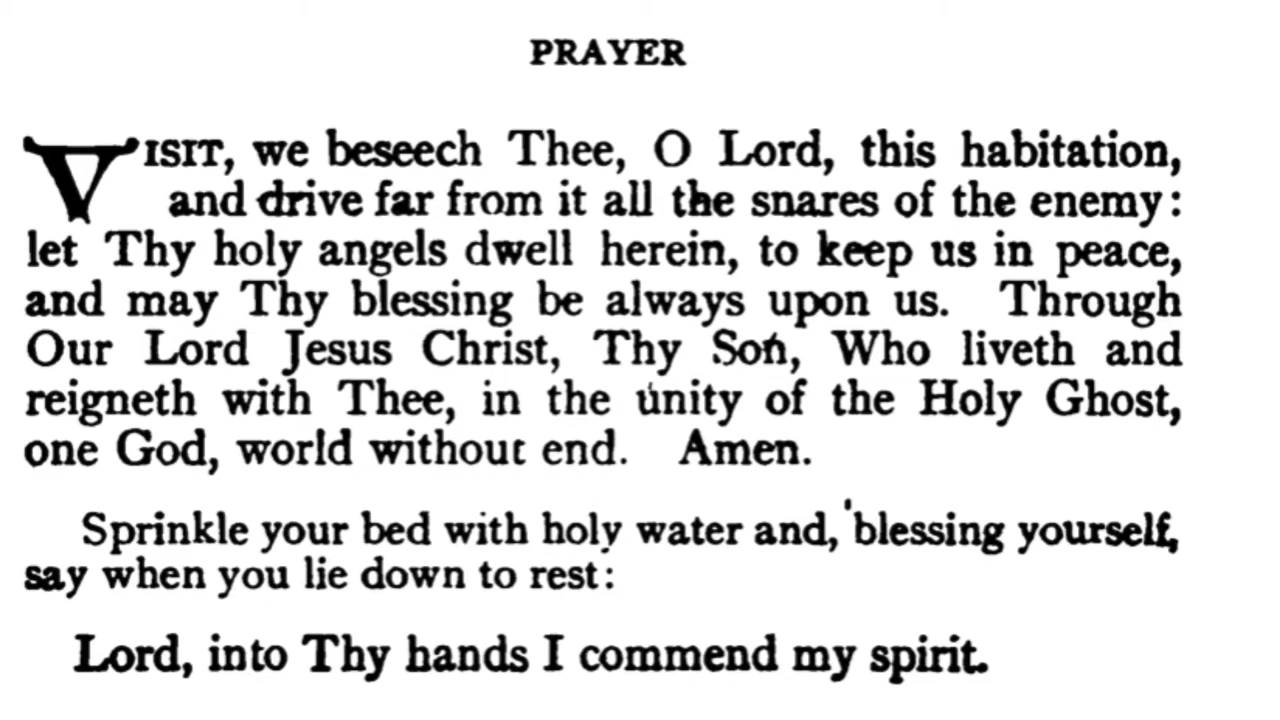 PRAYER
VISIT, we beseech Thee, O Lord, this habitation,
and drive far from it all the snares of the enemy:
let Thy holy angels dwell herein, to keep us in peace,
and may Thy blessing be always upon us. Through
Our Lord Jesus Christ, Thy Son, Who liveth and
reigneth with Thee, in the unity of the Holy Ghost,
one God, world without end. Amen.
Sprinkle your bed with holy water and, blessing yourself,
say when you lie down to rest:
Lord, into Thy hands I commend my spirit.